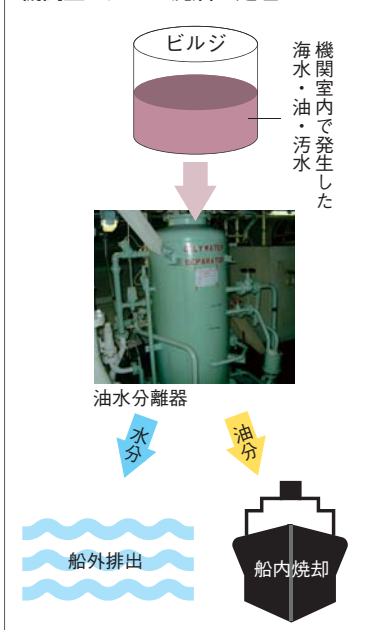 ビルジ
機関室内で発生した
海水・油・汚水
OILY WATER
SEPARATOR
油水分離器
水分
油分
船外排出
船内焼却